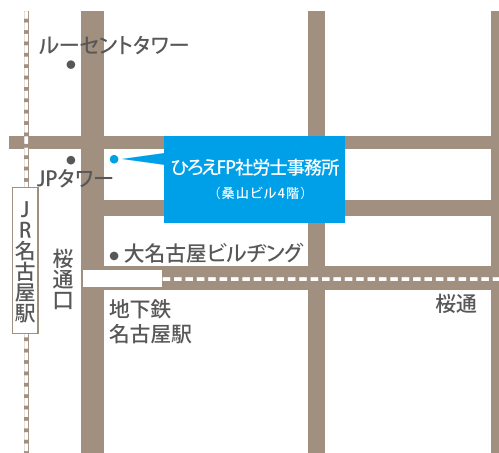 ルーセントタワー
ひろえFP社労士事務所
（桑山ビル4階）
JPタワー
JR名古屋駅
桜通口
大名古屋ビルヂング
地下鉄
名古屋駅
桜通